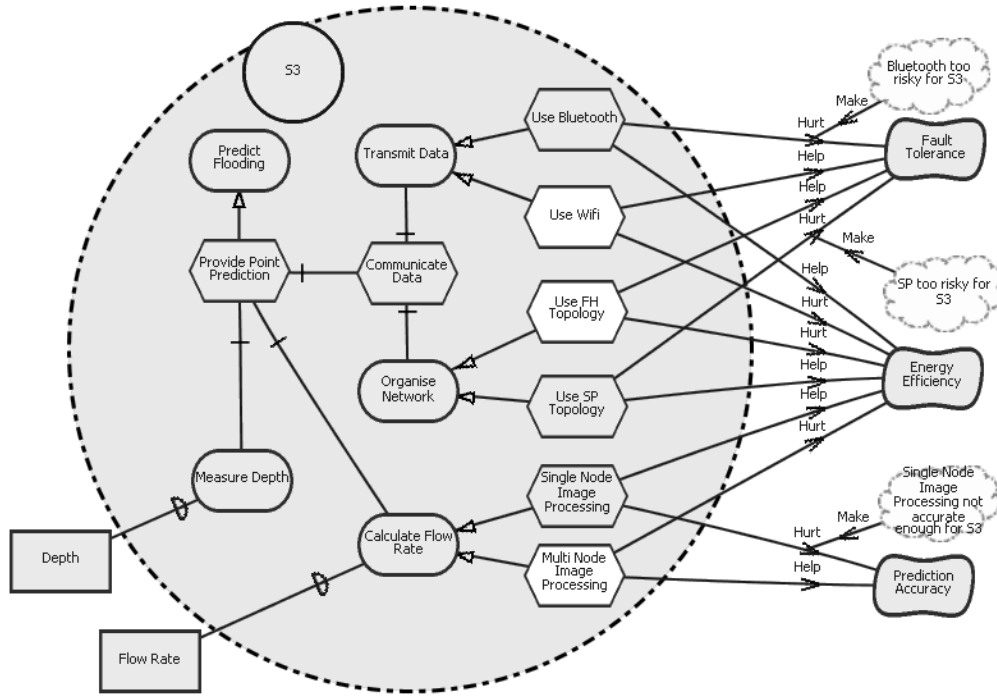 S3
Bluetooth too
risky for S3
Make
Hurt
Use Bluetooth
Fault
Tolerance
Predict
Flooding
Transmit Data
Help
Help
Use Wifi
Hurt
Make
Provide Point
Prediction
Communicate
Data
Help
SP too risky for
S3
Use FH
Topology
Hurt
Hurt
Energy
Efficiency
Help
Organise
Network
Use SP
Topology
Help
Hurt
Measure Depth
Single Node
Image
Processing
Single Node
Image
Processing not
accurate
enough for S3
Make
Hurt
Calculate Flow
Rate
Depth
Multi Node
Image
Processing
Help
Prediction
Accuracy
Flow Rate